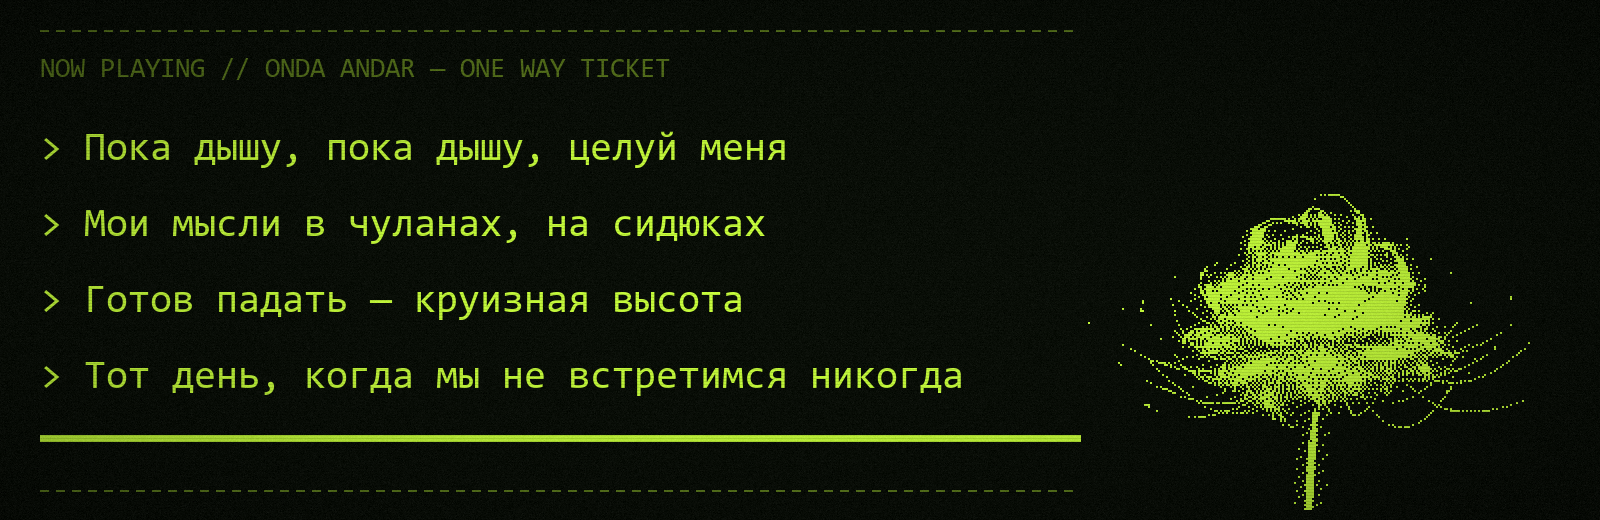 NOW PLAYING // ONDA ANDAR — ONE WAY TICKET
> Пока дышу, пока дышу, целуй меня
> Мои мысли в чуланах, на сидюках
> Готов падать — круизная высота
> Тот день, когда мы не встретимся никогда